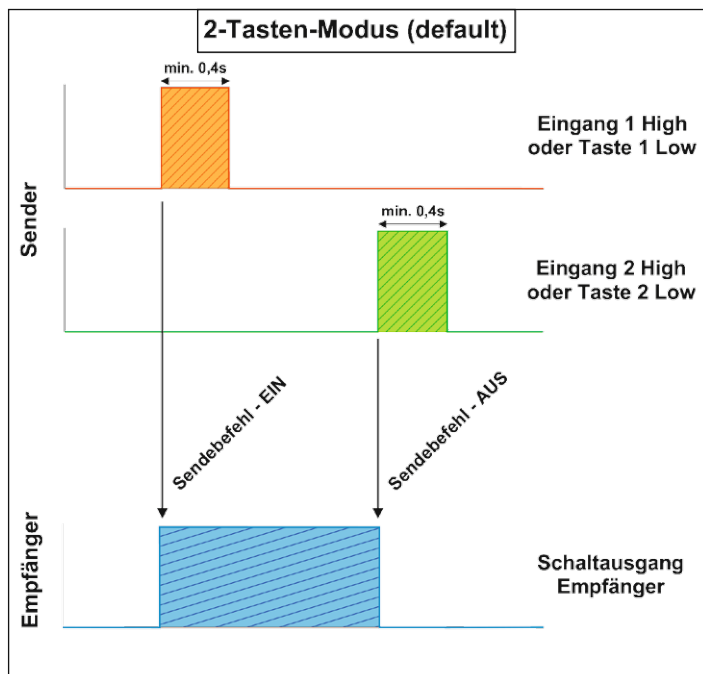 2-Tasten-Modus (default)
min. 0,4s
Eingang 1 High
oder Taste 1 Low
Sender
min. 0,4s
Eingang 2 High
oder Taste 2 Low
Sendebefehl - EIN
Sendebefehl - AUS
Empfänger
Schaltausgang
Empfänger